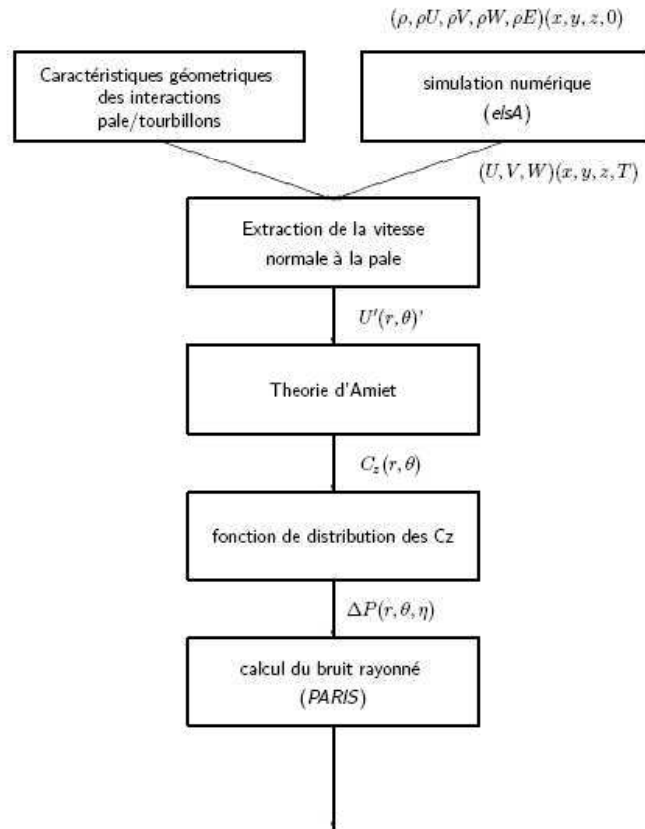 (ρ, ρU, ρV, ρW, ρE)(x, y, z, 0)
Caractéristiques géometriques
des interactions
pale/tourbillons
simulation numérique
(elsA)
(U, V, W)(x, y, z, T)
Extraction de la vitesse
normale à la pale
U'(r, θ)'
Theorie d'Amiet
C_z(r, θ)
fonction de distribution des Cz
ΔP(r, θ, η)
calcul du bruit rayonné
(PARIS)